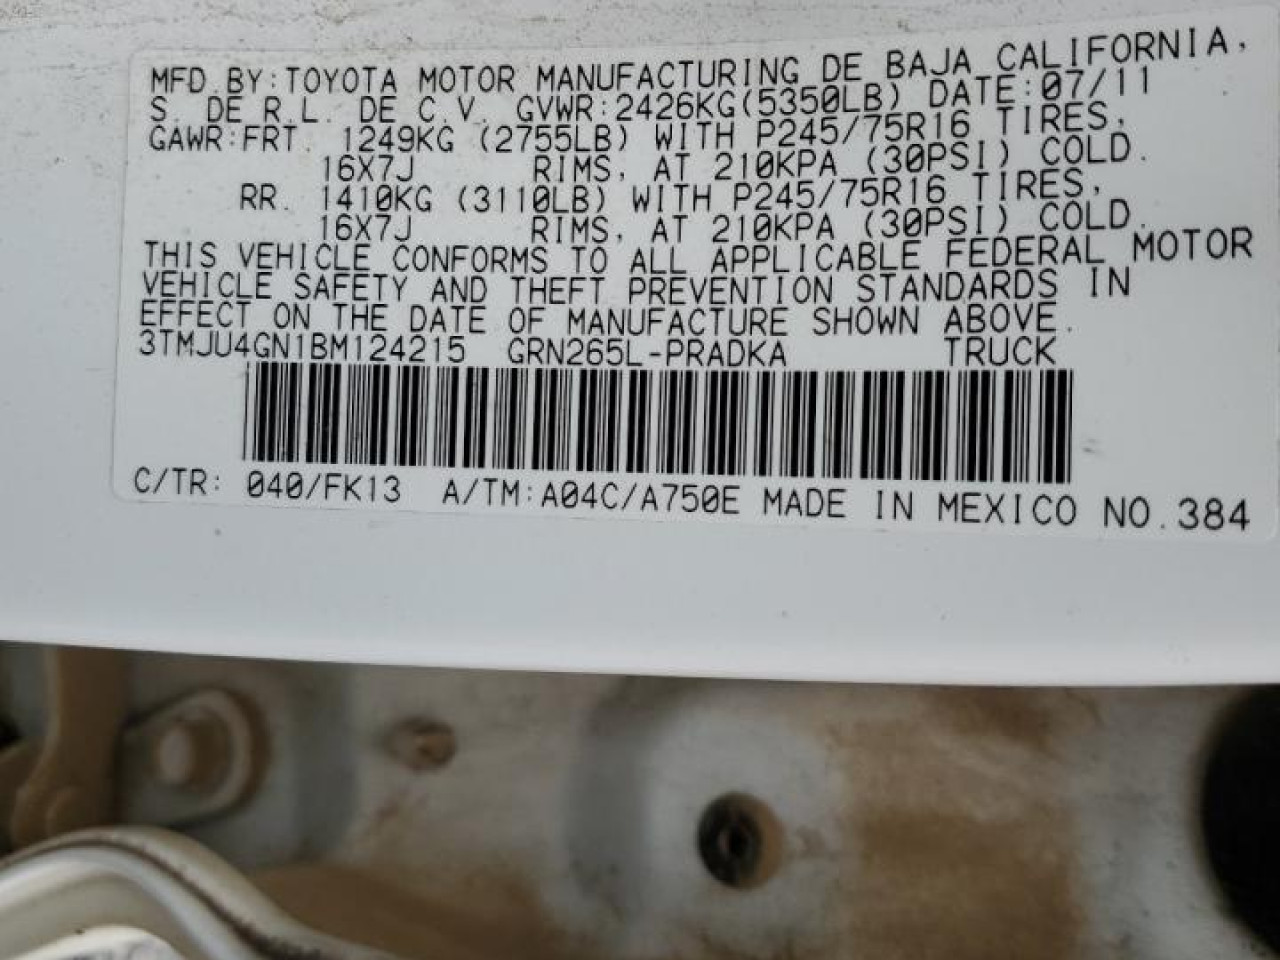 MFD.BY:TOYOTA MOTOR MANUFACTURING DE BAJA CALIFORNIA,
S. DE R.L. DE C.V. GVWR:2426KG(5350LB) DATE:07/11
GAWR:FRT. 1249KG (2755LB) WITH P245/75R16 TIRES,
16X7J RIMS, AT 210KPA (30PSI) COLD.
RR. 1410KG (3110LB) WITH P245/75R16 TIRES,
16X7J RIMS, AT 210KPA (30PSI) COLD.
THIS VEHICLE CONFORMS TO ALL APPLICABLE FEDERAL MOTOR
VEHICLE SAFETY AND THEFT PREVENTION STANDARDS IN
EFFECT ON THE DATE OF MANUFACTURE SHOWN ABOVE.
3TMJU4GN1BM124215 GRN265L-PRADKA TRUCK
C/TR: 040/FK13 A/TM:A04C/A750E MADE IN MEXICO NO.384